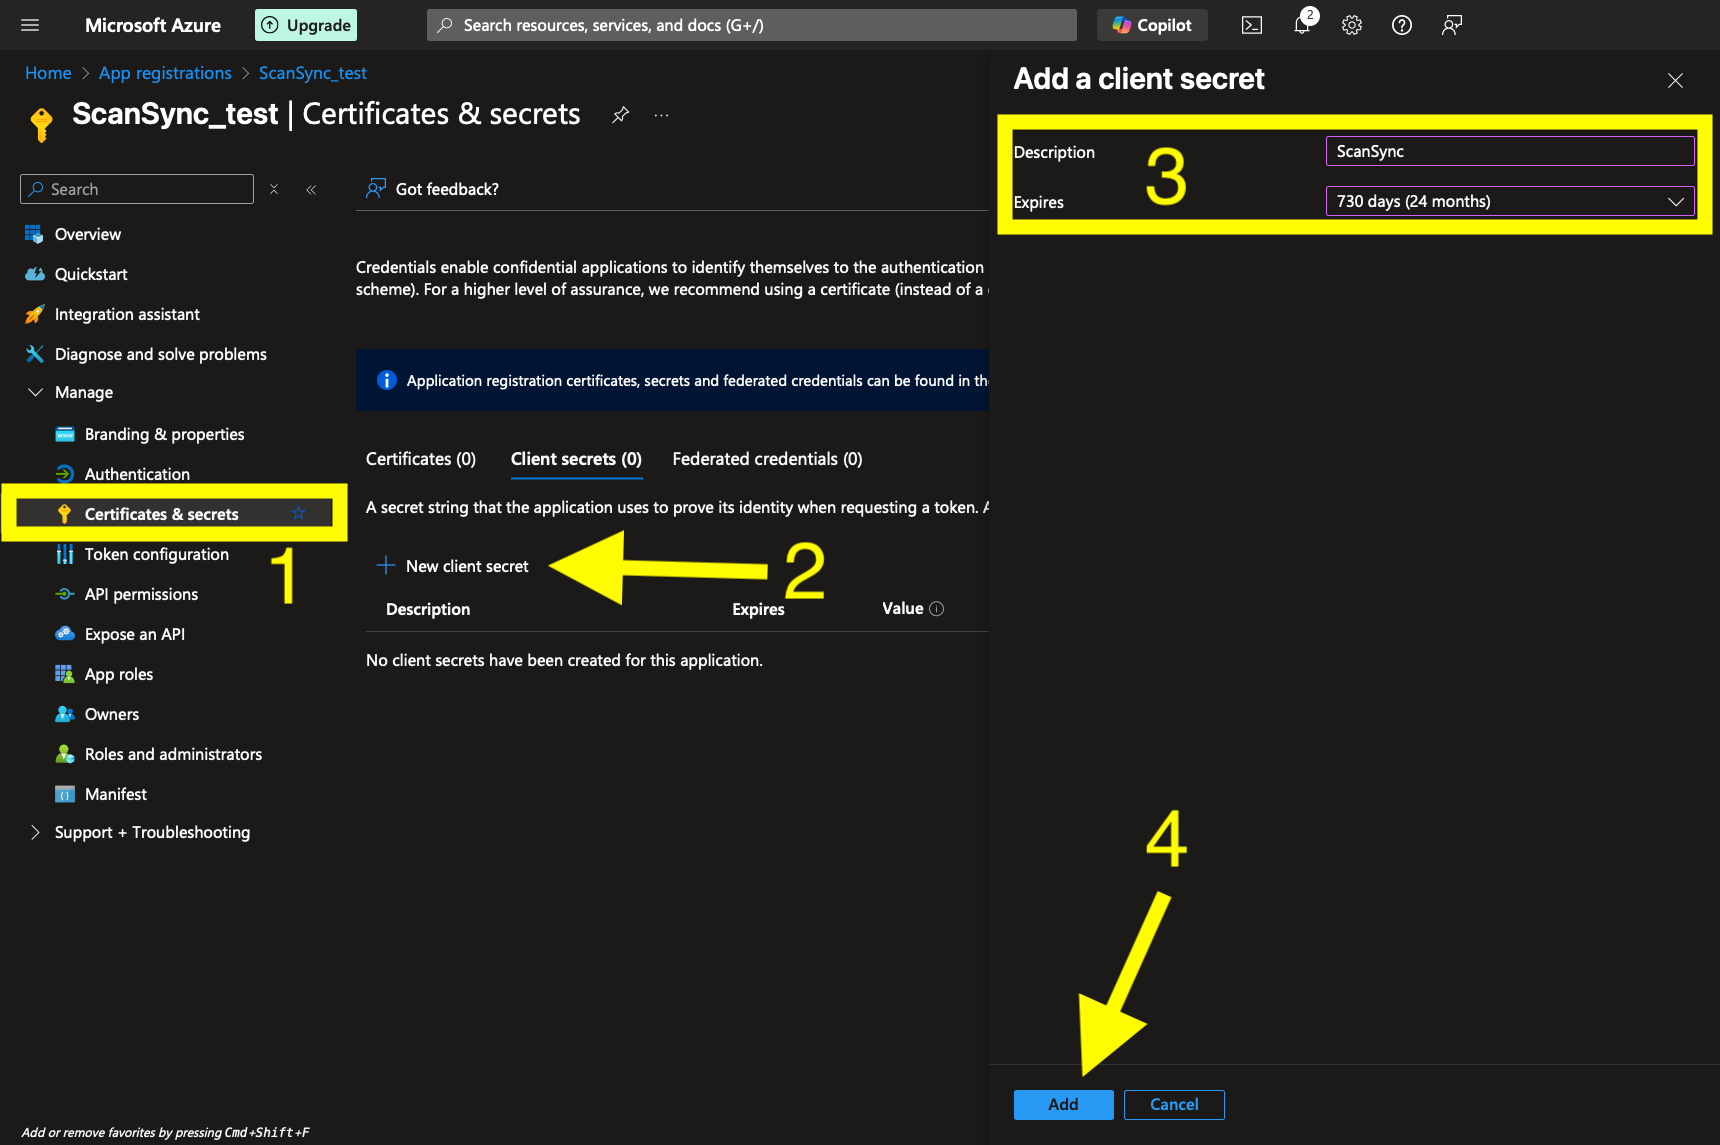 Microsoft Azure
Upgrade
Search resources, services, and docs (G+/)
Copilot
2
Home > App registrations > ScanSync_test
ScanSync_test | Certificates & secrets
Search
Overview
Quickstart
Integration assistant
Diagnose and solve problems
Manage
Branding & properties
Authentication
Certificates & secrets
1
Token configuration
API permissions
Expose an API
App roles
Owners
Roles and administrators
Manifest
Support + Troubleshooting
Add or remove favorites by pressing Cmd+Shift+F
Got feedback?
Credentials enable confidential applications to identify themselves to the authentication
scheme). For a higher level of assurance, we recommend using a certificate (instead of a
Application registration certificates, secrets and federated credentials can be found in
Certificates (0) Client secrets (0) Federated credentials (0)
A secret string that the application uses to prove its identity when requesting a token.
New client secret
2
Description Expires Value
No client secrets have been created for this application.
Add a client secret
Description ScanSync
3
Expires 730 days (24 months)
4
Add Cancel